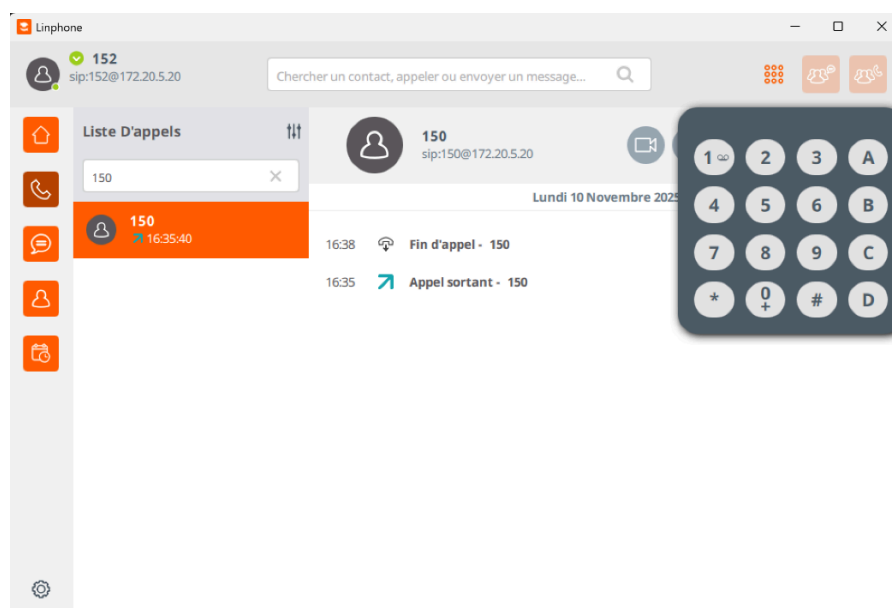 Linphone
152
sip:152@172.20.5.20
Chercher un contact, appeler ou envoyer un message...
Liste D'appels
150
150
16:35:40
150
sip:150@172.20.5.20
Lundi 10 Novembre 2025
16:38 Fin d'appel - 150
16:35 Appel sortant - 150
1 2 3 A
4 5 6 B
7 8 9 C
* 0 # D
+